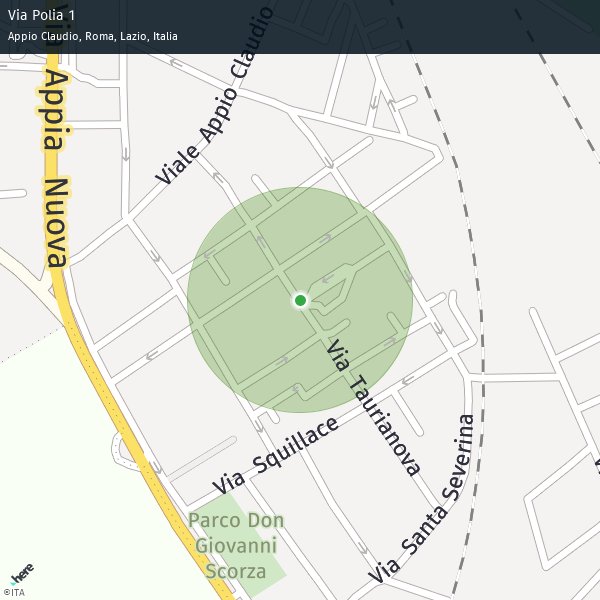 Via Polia 1
Appio Claudio, Roma, Lazio, Italia
Via Appia Nuova
Viale Appio Claudio
Via Taurianova
Via Squillace
Via Santa Severina
Parco Don
Giovanni
Scorza
V
here
©ITA